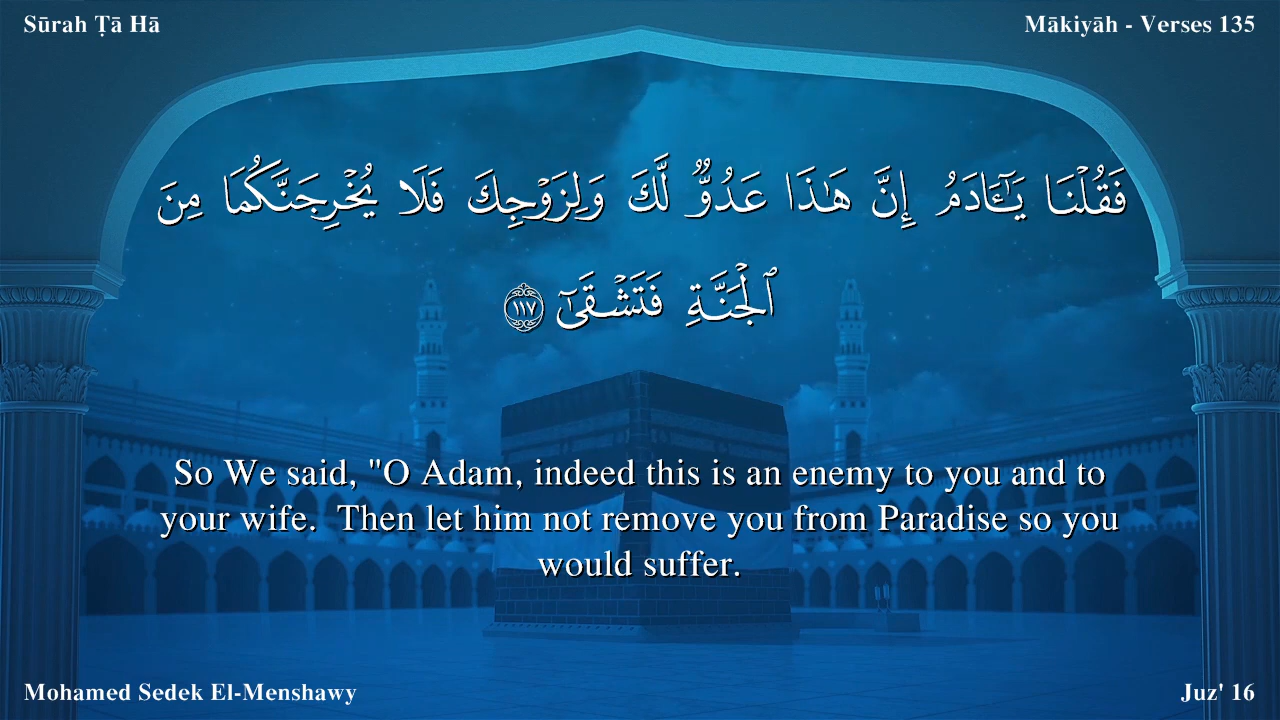 Sūrah Ṭā Hā
Mākiyāh - Verses 135
فَقُلْنَا يَـٰٓـَٔادَمُ إِنَّ هَـٰذَا عَدُوٌّ لَّكَ وَلِزَوْجِكَ فَلَا يُخْرِجَنَّكُمَا مِنَ
ٱلْجَنَّةِ فَتَشْقَىٰٓ ١١٧
So We said, "O Adam, indeed this is an enemy to you and to
your wife.  Then let him not remove you from Paradise so you
would suffer.
Mohamed Sedek El-Menshawy
Juz' 16